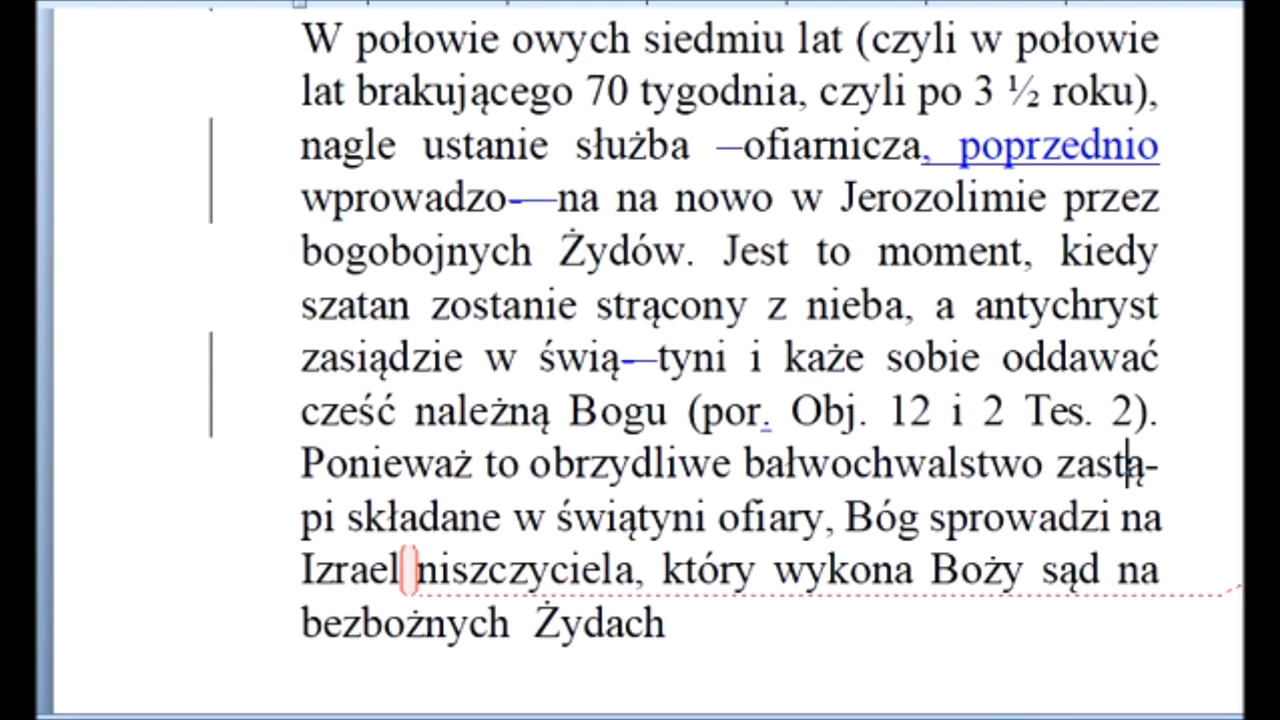 W połowie owych siedmiu lat (czyli w połowie
lat brakującego 70 tygodnia, czyli po 3 ½ roku),
nagle ustanie służba –ofiarnicza, poprzednio
wprowadzo-—na na nowo w Jerozolimie przez
bogobojnych Żydów. Jest to moment, kiedy
szatan zostanie strącony z nieba, a antychryst
zasiądzie w świą-—tyni i każe sobie oddawać
cześć należną Bogu (por. Obj. 12 i 2 Tes. 2).
Ponieważ to obrzydliwe bałwochwalstwo zastą-
pi składane w świątyni ofiary, Bóg sprowadzi na
Izrael niszczyciela, który wykona Boży sąd na
bezbożnych Żydach